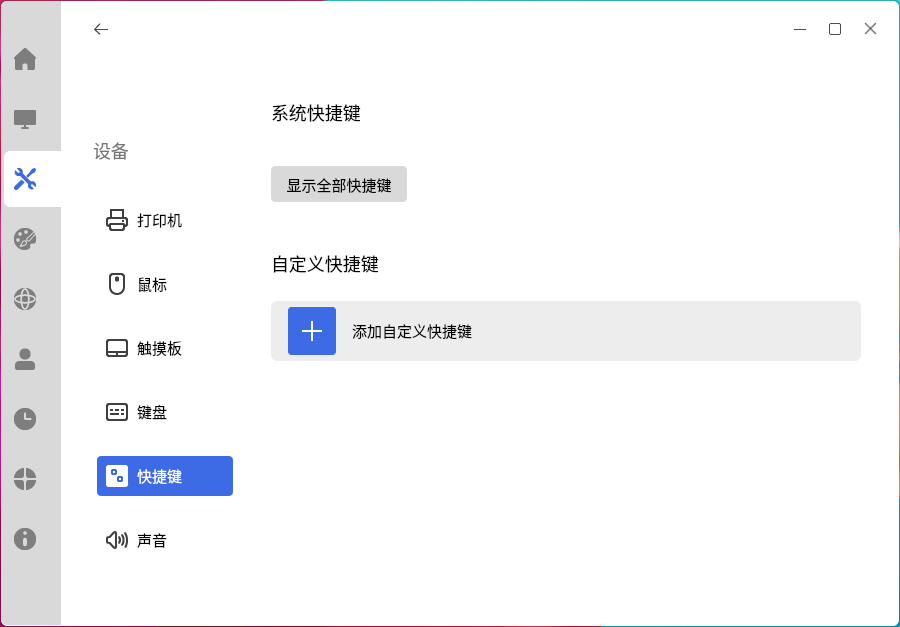 设备
打印机
鼠标
触摸板
键盘
快捷键
声音
系统快捷键
显示全部快捷键
自定义快捷键
添加自定义快捷键